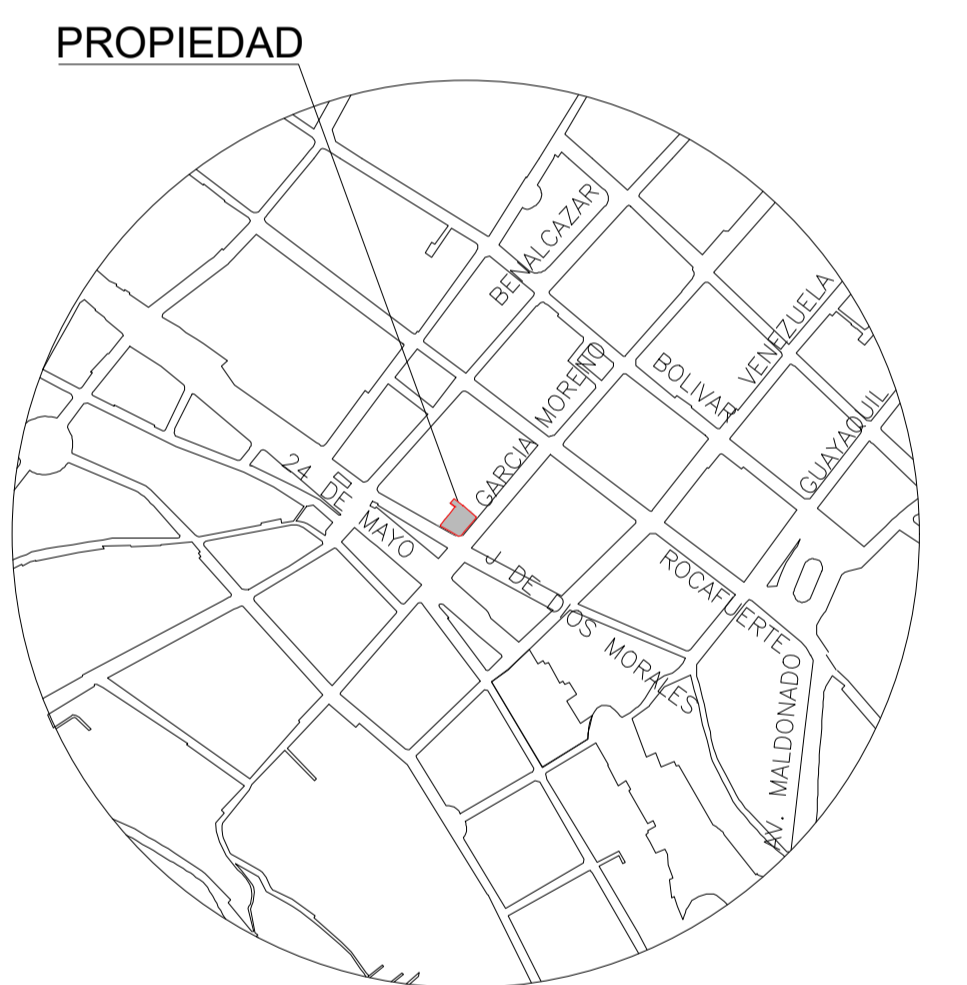 PROPIEDAD
BENALCAZAR
VENEZUELA
GARCIA MORENO
BOLIVAR
GUAYAQUIL
24 DE MAYO
J DE DIOS MORALES
ROCAFUERTE
AV. MALDONADO